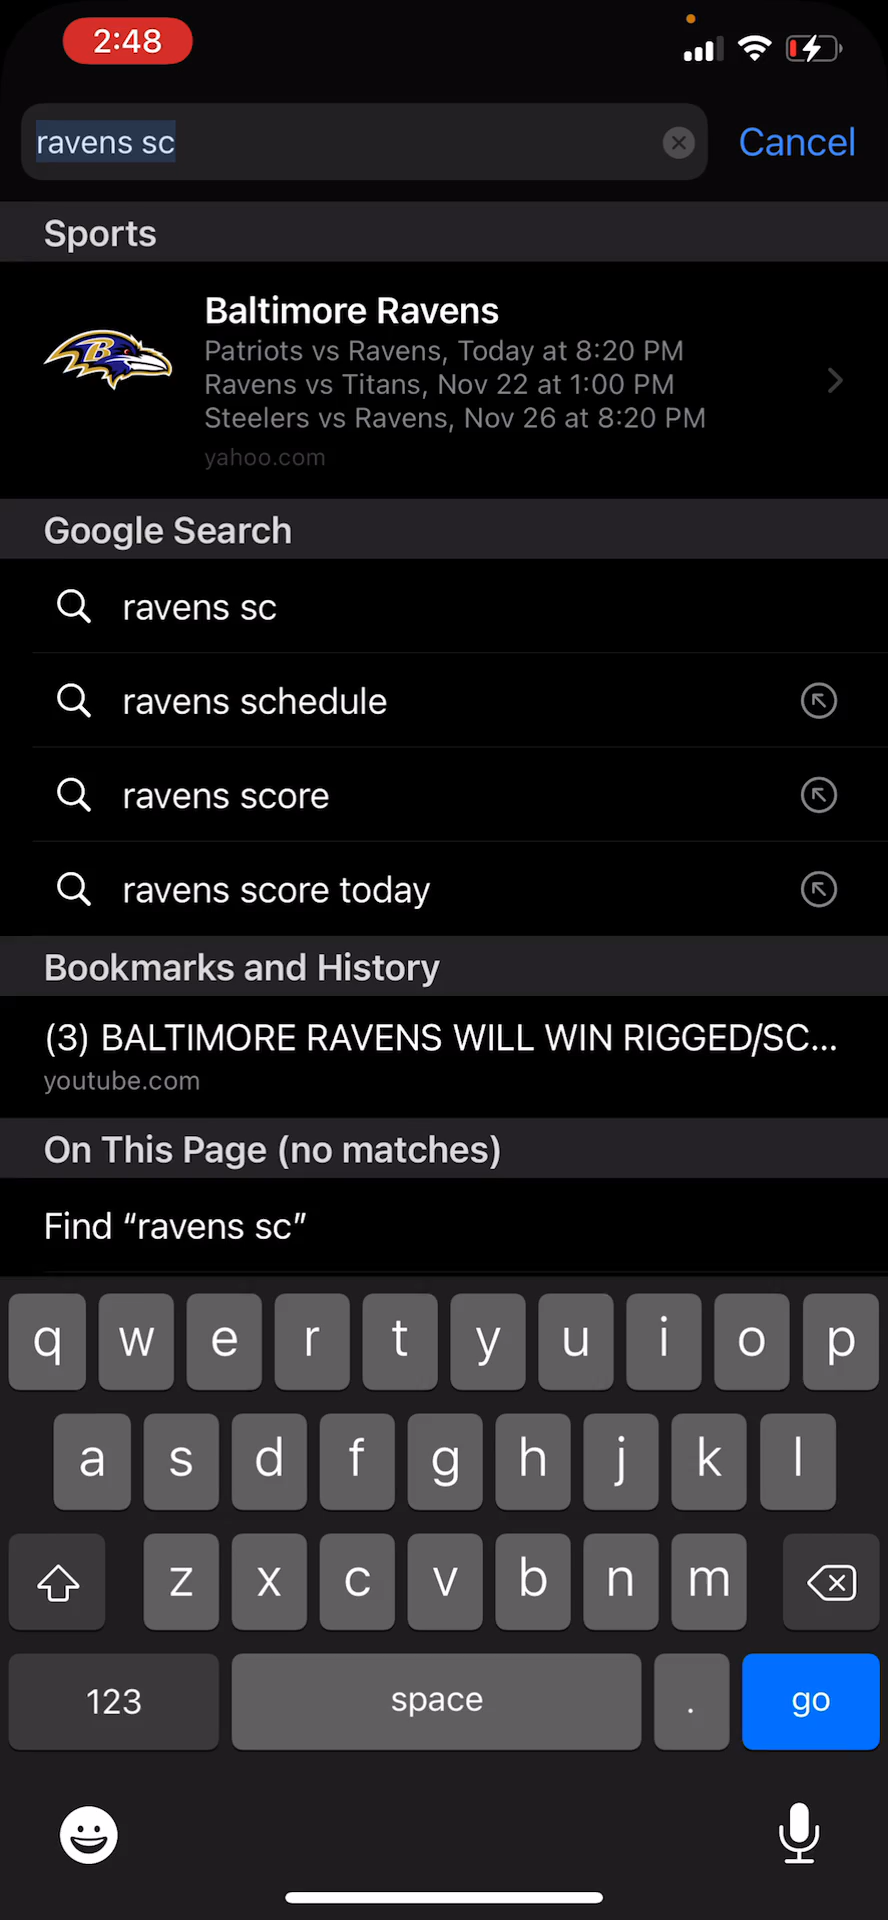 2:48
ravens sc
Cancel
Sports
Baltimore Ravens
Patriots vs Ravens, Today at 8:20 PM
Ravens vs Titans, Nov 22 at 1:00 PM
Steelers vs Ravens, Nov 26 at 8:20 PM
yahoo.com
Google Search
ravens sc
ravens schedule
ravens score
ravens score today
Bookmarks and History
(3) BALTIMORE RAVENS WILL WIN RIGGED/SC...
youtube.com
On This Page (no matches)
Find “ravens sc”
q w e r t y u i o p
a s d f g h j k l
z x c v b n m
123 space . go